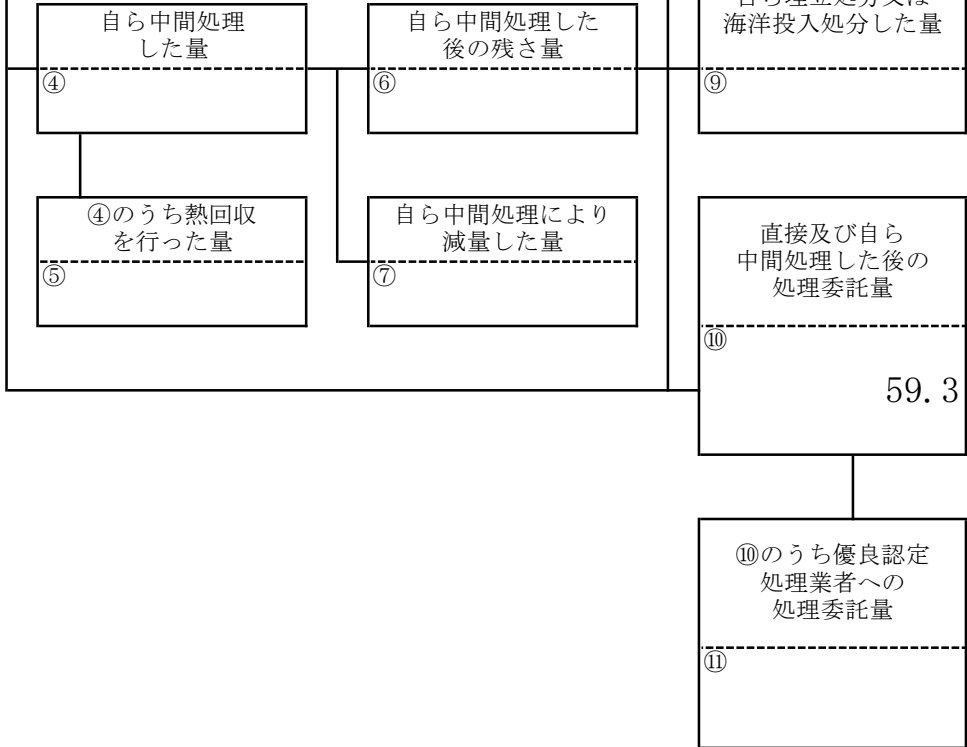 自ら中間処理
した量
④
自ら中間処理した
後の残さ量
⑥
海洋投入処分した量
⑨
④のうち熱回収
を行った量
⑤
自ら中間処理により
減量した量
⑦
直接及び自ら
中間処理した後の
処理委託量
⑩
59.3
⑩のうち優良認定
処理業者への
処理委託量
⑪